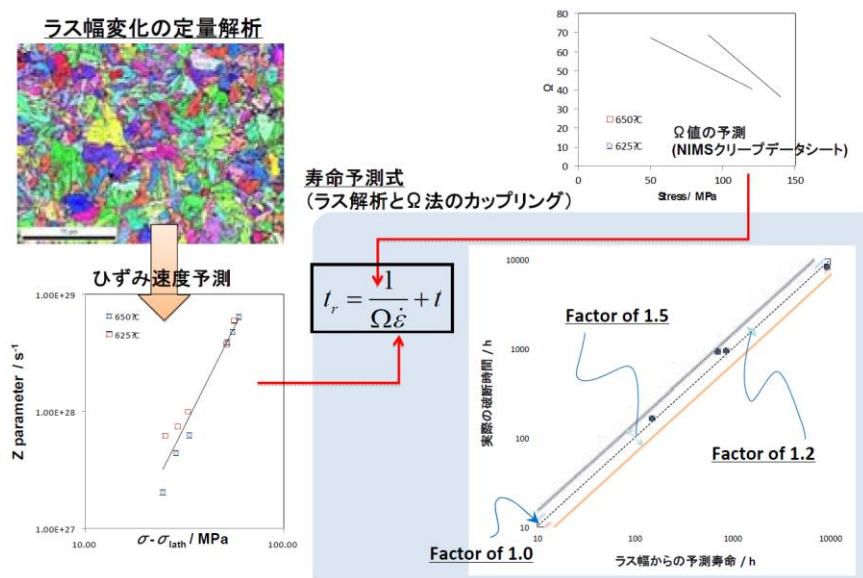 ラス幅変化の定量解析
80
70
60
50
40
30
20
10
0
Ω
650℃
625℃
Ω値の予測
(NIMSクリープデータシート)
0
50
100
150
Stress/ MPa
寿命予測式
(ラス解析とΩ法のカップリング)
ひずみ速度予測
t_r = 1/(Ωε̇) + t
1.00E+29
1.00E+28
1.00E+27
Z parameter / s⁻¹
650℃
625℃
10.00
100.00
σ-σ_lath / MPa
10000
1000
100
10
実際の破断時間 / h
Factor of 1.5
Factor of 1.2
Factor of 1.0
10
100
1000
10000
ラス幅からの予測寿命 / h